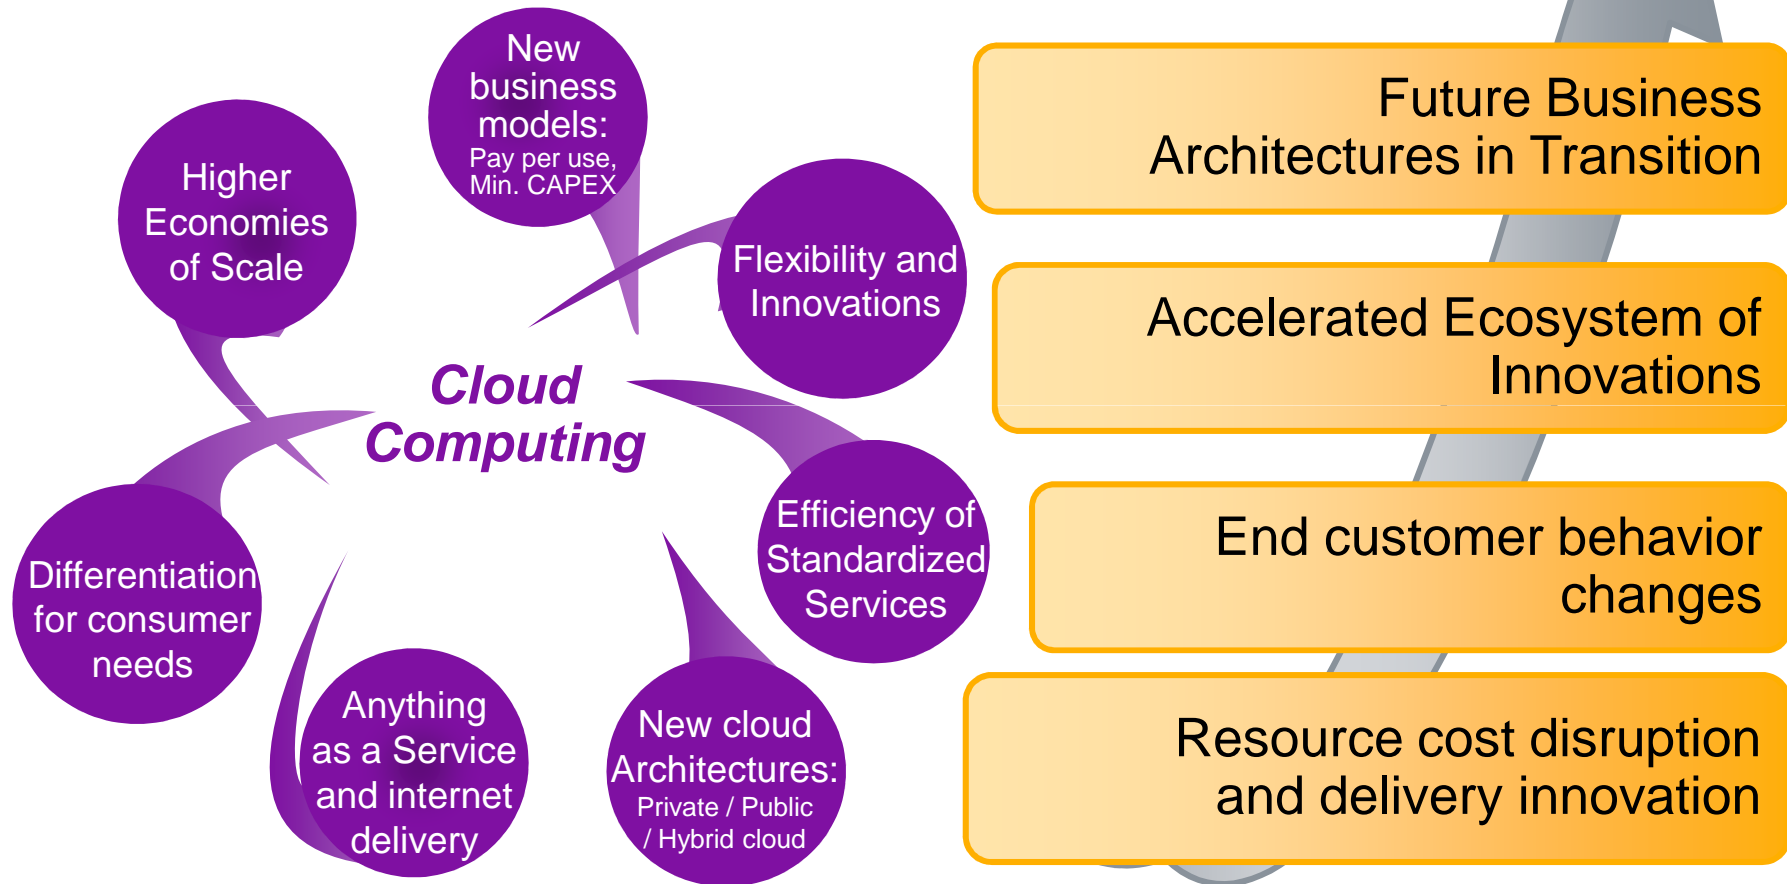 New
business
models:
Pay per use,
Min. CAPEX
Higher
Economies
of Scale
Flexibility and
Innovations
Cloud
Computing
Efficiency of
Standardized
Services
Differentiation
for consumer
needs
Anything
as a Service
and internet
delivery
New cloud
Architectures:
Private / Public
/ Hybrid cloud
Future Business
Architectures in Transition
Accelerated Ecosystem of
Innovations
End customer behavior
changes
Resource cost disruption
and delivery innovation